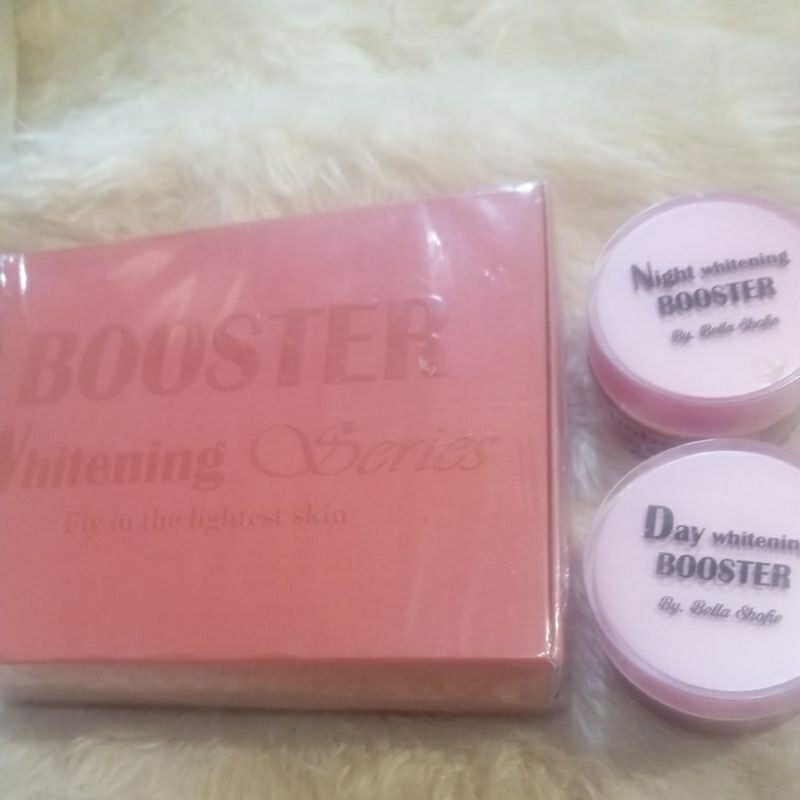 BOOSTER
Whitening Series
Fly in the lightest skin
Night whitening
BOOSTER
By. Bella Shofie
Day whitenin
BOOSTER
By. Bella Shofie